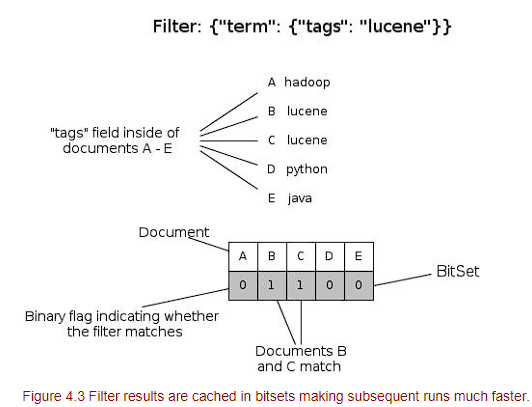 Filter: {"term": {"tags": "lucene"}}
A hadoop
B lucene
"tags" field inside of
documents A - E
C lucene
D python
E java
Document
A B C D E
0 1 1 0 0
BitSet
Binary flag indicating whether
the filter matches
Documents B
and C match
Figure 4.3 Filter results are cached in bitsets making subsequent runs much faster.